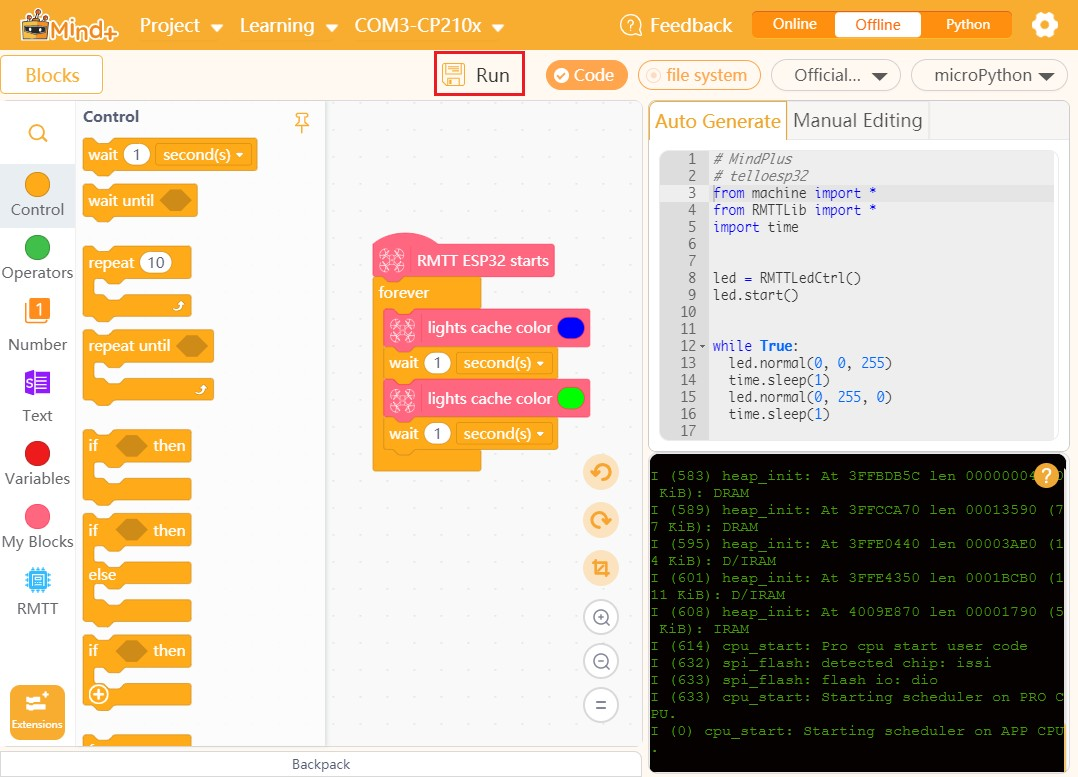 Mind+
Project
Learning
COM3-CP210x
? Feedback
Online
Offline
Python
Blocks
Run
Code
file system
Official...
microPython
Control
Operators
1
Number
S
Text
Variables
My Blocks
RMTT
Extensions
Control
wait 1 second(s)
wait until
repeat 10
repeat until
if then
if then
else
if then
RMTT ESP32 starts
forever
lights cache color
wait 1 second(s)
lights cache color
wait 1 second(s)
=
Backpack
Auto Generate
Manual Editing
1 # MindPlus
2 # telloesp32
3 from machine import *
4 from RMTTLib import *
5 import time
6
7
8 led = RMTTLedCtrl()
9 led.start()
10
11
12 while True:
13 led.normal(0, 0, 255)
14 time.sleep(1)
15 led.normal(0, 255, 0)
16 time.sleep(1)
17
?
I (583) heap_init: At 3FFBDB5C len 0000000
KiB): DRAM
I (589) heap_init: At 3FFCCA70 len 00013590 (7
7 KiB): DRAM
I (595) heap_init: At 3FFE0440 len 00003AE0 (1
4 KiB): D/IRAM
I (601) heap_init: At 3FFE4350 len 0001BCB0 (1
11 KiB): D/IRAM
I (608) heap_init: At 4009E870 len 00001790 (5
KiB): IRAM
I (614) cpu_start: Pro cpu start user code
I (632) spi_flash: detected chip: issi
I (633) spi_flash: flash io: dio
I (633) cpu_start: Starting scheduler on PRO C
PU.
I (0) cpu_start: Starting scheduler on APP CPU
.